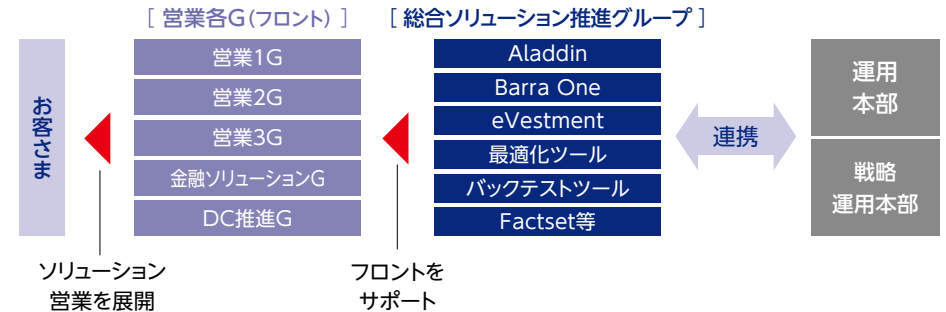 [ 営業各G(フロント) ]
[ 総合ソリューション推進グループ ]
お客さま
営業1G
営業2G
営業3G
金融ソリューションG
DC推進G
Aladdin
Barra One
eVestment
最適化ツール
バックテストツール
Factset等
連携
運用
本部
戦略
運用本部
ソリューション
営業を展開
フロントを
サポート